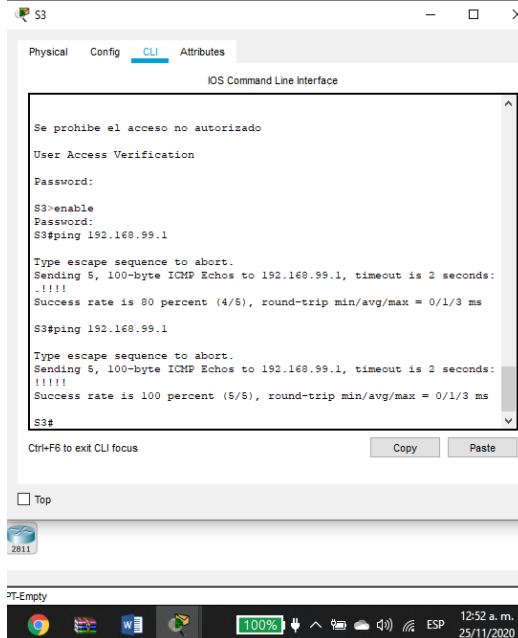 S3
Physical Config CLI Attributes
IOS Command Line Interface
Se prohibe el acceso no autorizado
User Access Verification
Password:
S3>enable
Password:
S3#ping 192.168.99.1
Type escape sequence to abort.
Sending 5, 100-byte ICMP Echos to 192.168.99.1, timeout is 2 seconds:
.!!!!
Success rate is 80 percent (4/5), round-trip min/avg/max = 0/1/3 ms
S3#ping 192.168.99.1
Type escape sequence to abort.
Sending 5, 100-byte ICMP Echos to 192.168.99.1, timeout is 2 seconds:
!!!!!
Success rate is 100 percent (5/5), round-trip min/avg/max = 0/1/3 ms
S3#
Ctrl+F6 to exit CLI focus
Copy Paste
Top
2811
PT-Empty
100% ESP 12:52 a. m.
25/11/2020